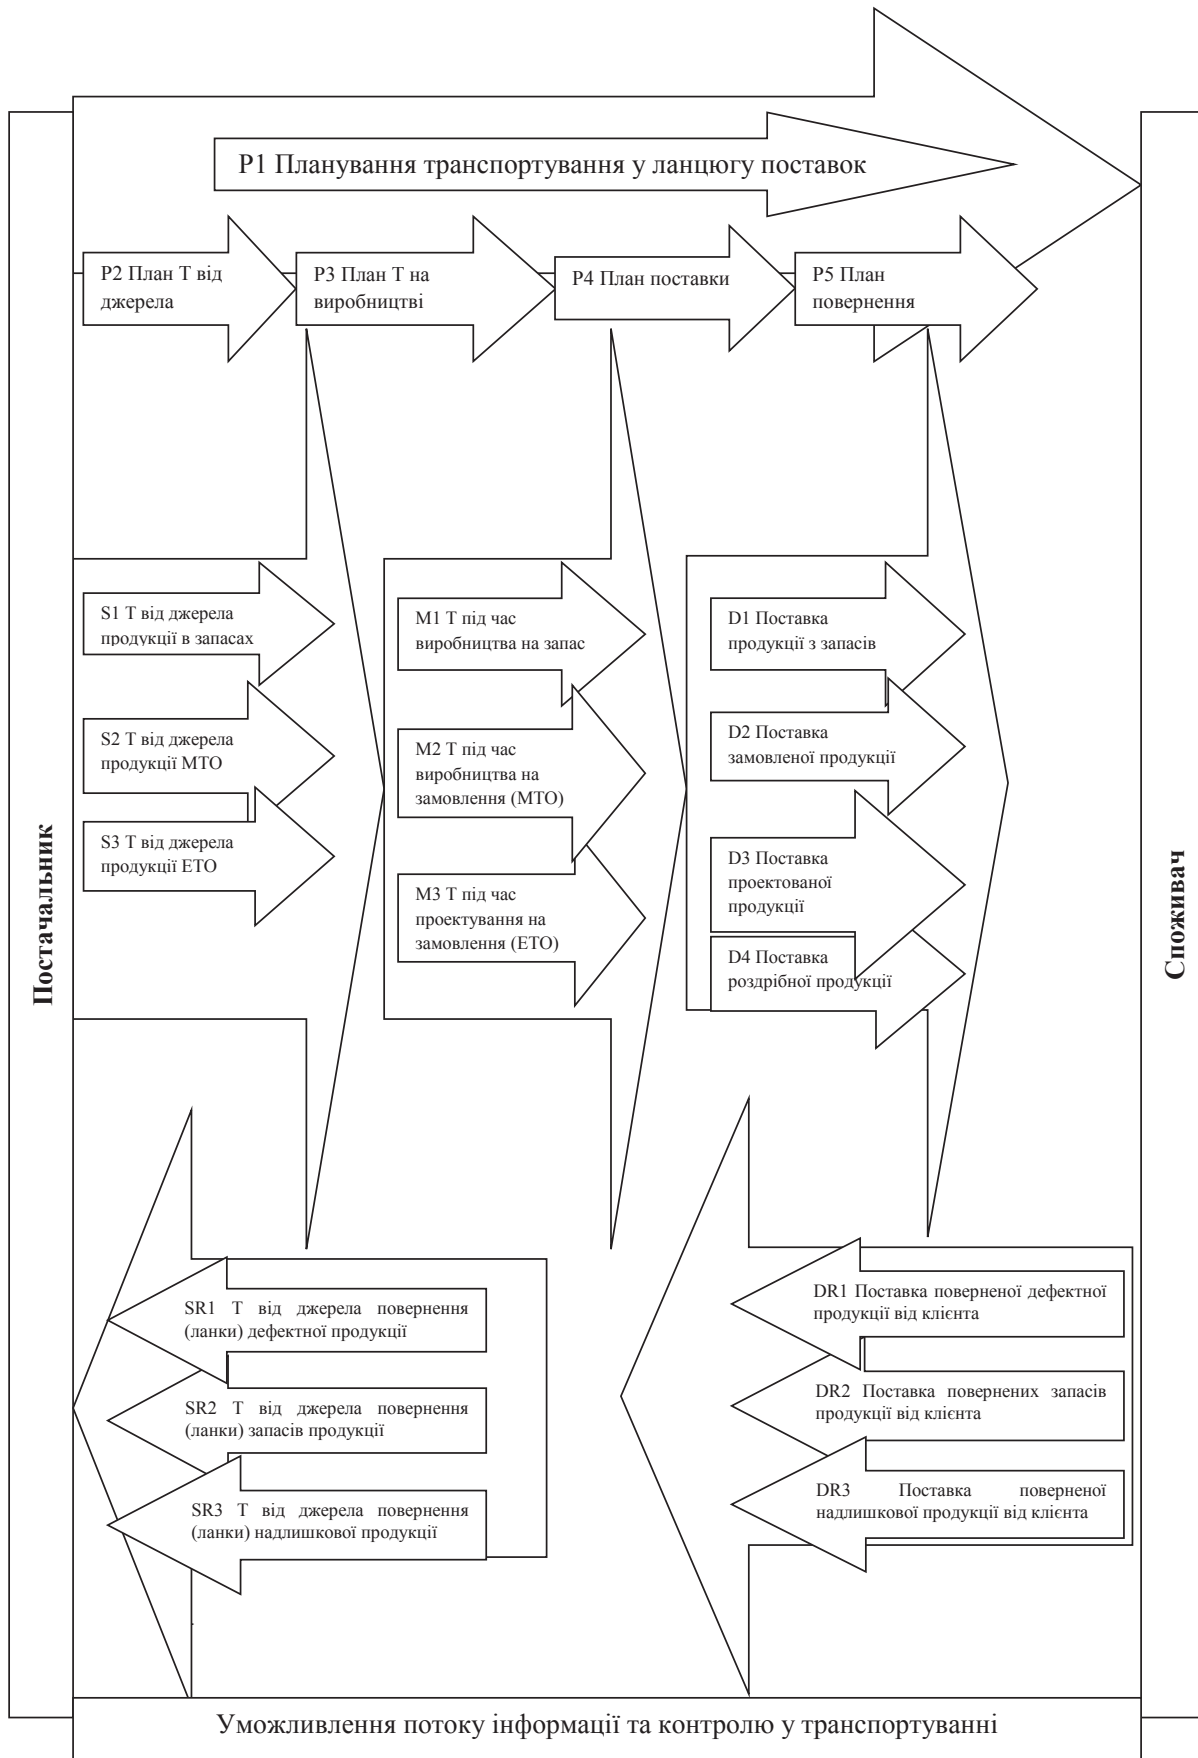 P1 Планування транспортування у ланцюгу поставок
P2 План Т від
джерела
P3 План Т на
виробництві
P4 План поставки
P5 План
повернення
Постачальник
S1 Т від джерела
продукції в запасах
S2 Т від джерела
продукції МТО
S3 Т від джерела
продукції ЕТО
M1 Т під час
виробництва на запас
M2 Т під час
виробництва на
замовлення (МТО)
M3 Т під час
проектування на
замовлення (ЕТО)
D1 Поставка
продукції з запасів
D2 Поставка
замовленої продукції
D3 Поставка
проектованої
продукції
D4 Поставка
роздрібної продукції
Споживач
SR1 Т від джерела повернення
(ланки) дефектної продукції
SR2 Т від джерела повернення
(ланки) запасів продукції
SR3 Т від джерела повернення
(ланки) надлишкової продукції
DR1 Поставка поверненої дефектної
продукції від клієнта
DR2 Поставка повернених запасів
продукції від клієнта
DR3 Поставка поверненої
надлишкової продукції від клієнта
Уможливлення потоку інформації та контролю у транспортуванні